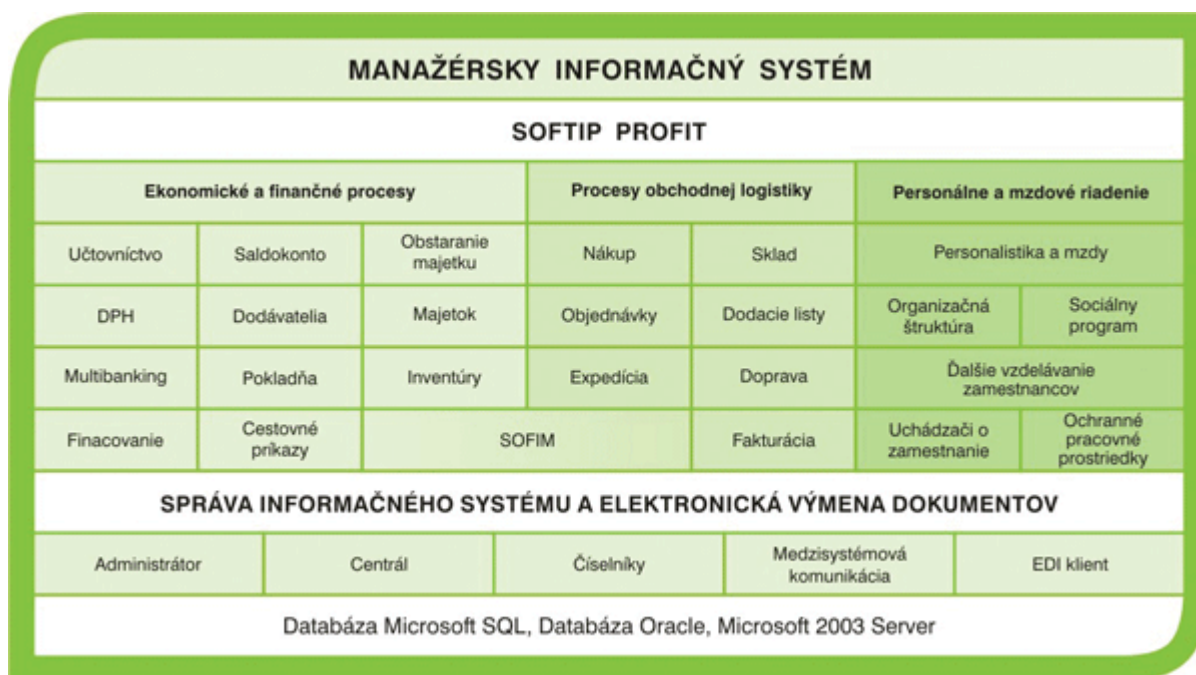 MANAŽÉRSKY INFORMAČNÝ SYSTÉM
SOFTIP PROFIT
Ekonomické a finančné procesy
Procesy obchodnej logistiky
Personálne a mzdové riadenie
Učtovníctvo
Saldokonto
Obstaranie
majetku
Nákup
Sklad
Personalistika a mzdy
DPH
Dodávatelia
Majetok
Objednávky
Dodacie listy
Organizačná
štruktúra
Sociálny
program
Multibanking
Pokladňa
Inventúry
Expedícia
Doprava
Ďalšie vzdelávanie
zamestnancov
Finacovanie
Cestovné
príkazy
SOFIM
Fakturácia
Uchádzači o
zamestnanie
Ochranné
pracovné
prostriedky
SPRÁVA INFORMAČNÉHO SYSTÉMU A ELEKTRONICKÁ VÝMENA DOKUMENTOV
Administrátor
Centrál
Číselníky
Medzisystémová
komunikácia
EDI klient
Databáza Microsoft SQL, Databáza Oracle, Microsoft 2003 Server